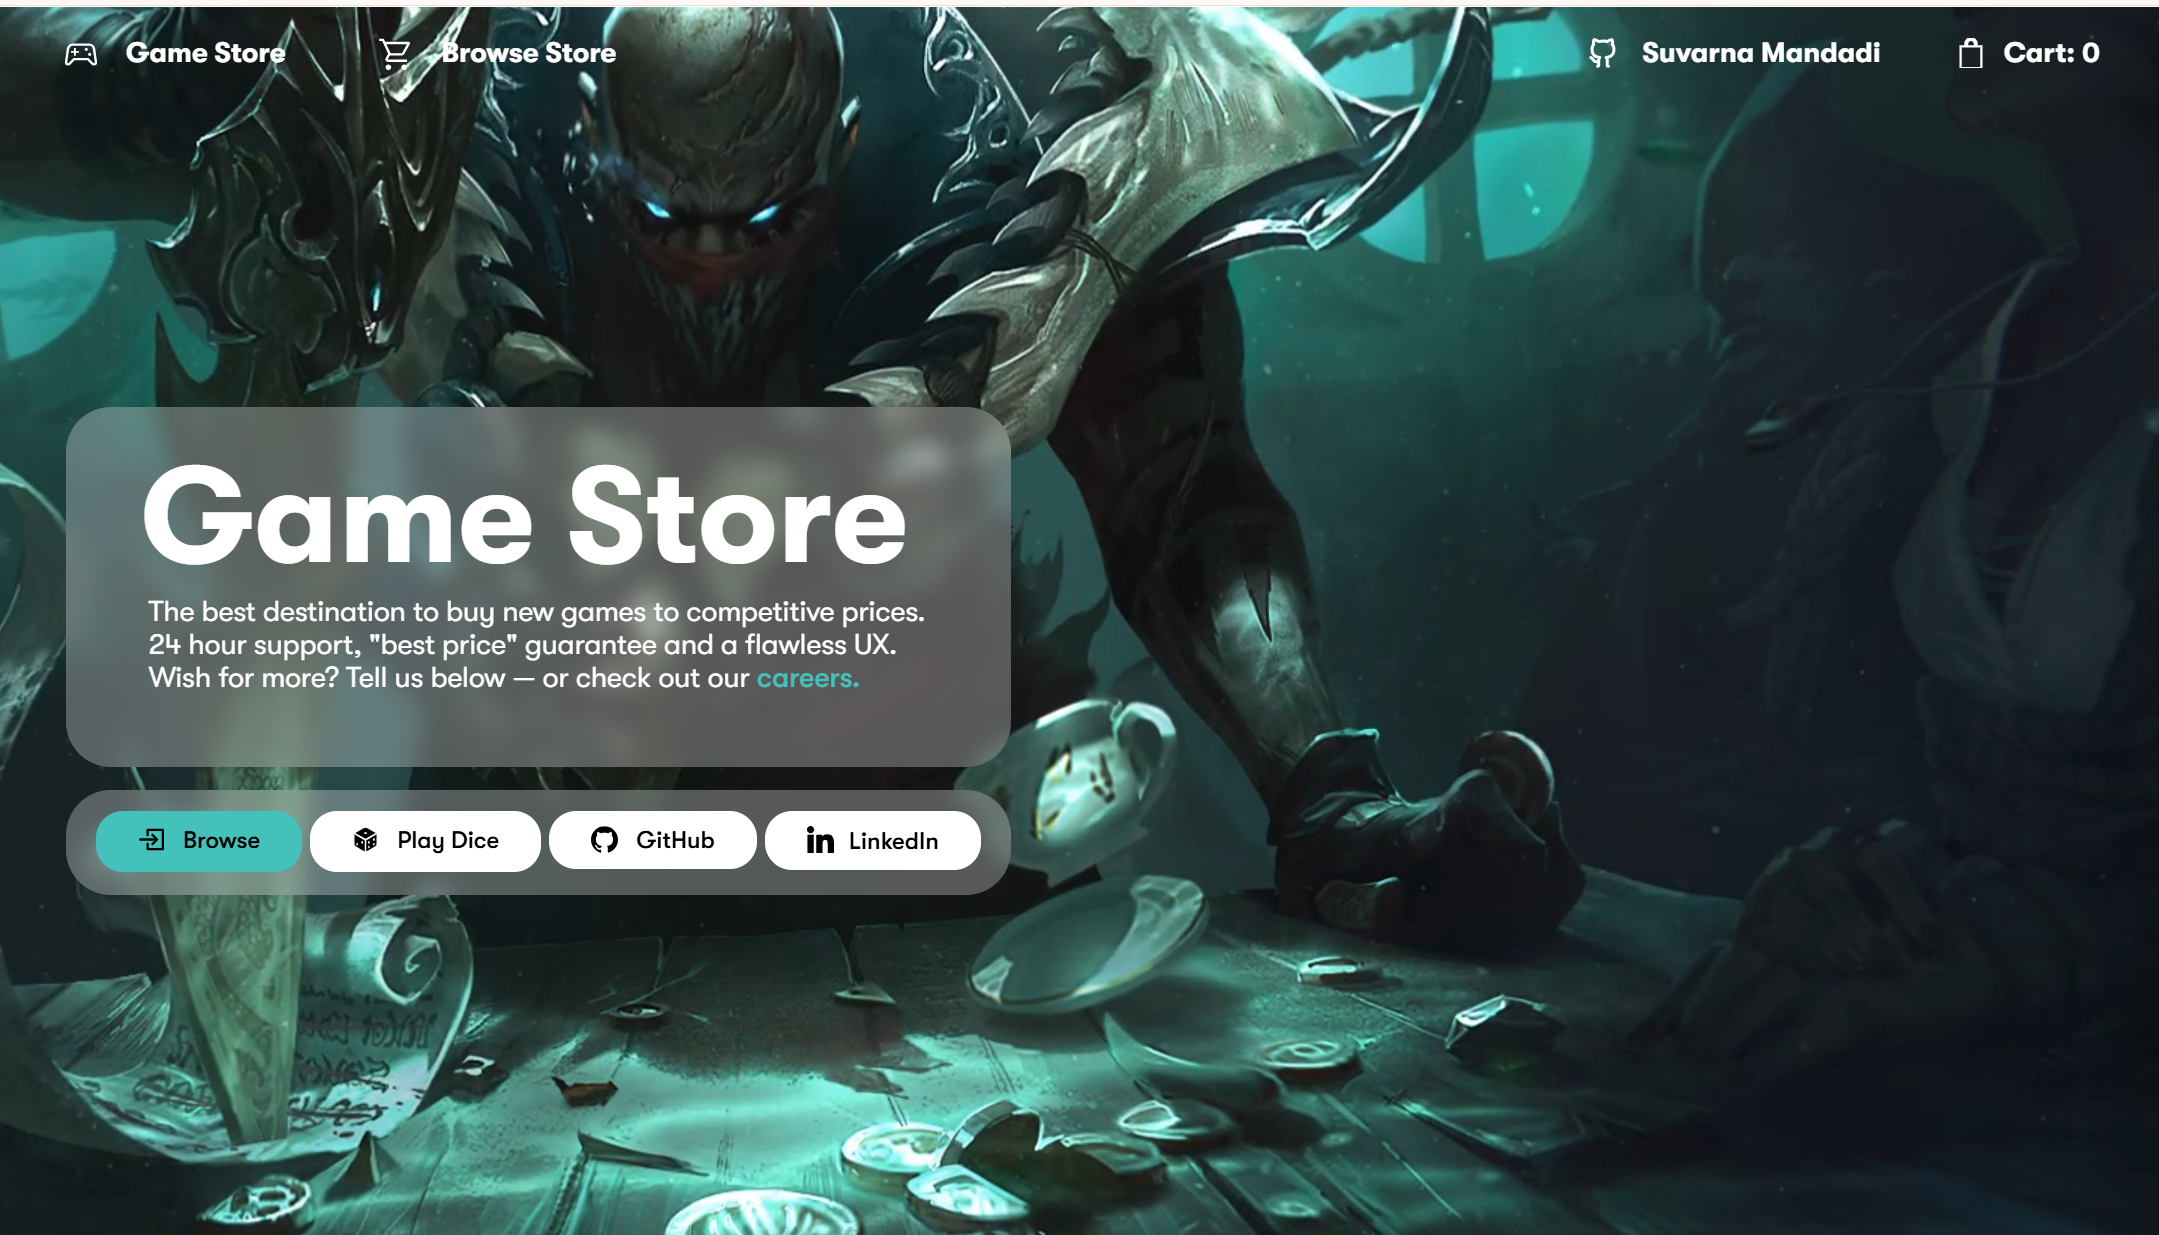 Game Store
Browse Store
Suvarna Mandadi
Cart: 0
Game Store
The best destination to buy new games to competitive prices.
24 hour support, "best price" guarantee and a flawless UX.
Wish for more? Tell us below — or check out our careers.
Browse
Play Dice
GitHub
LinkedIn